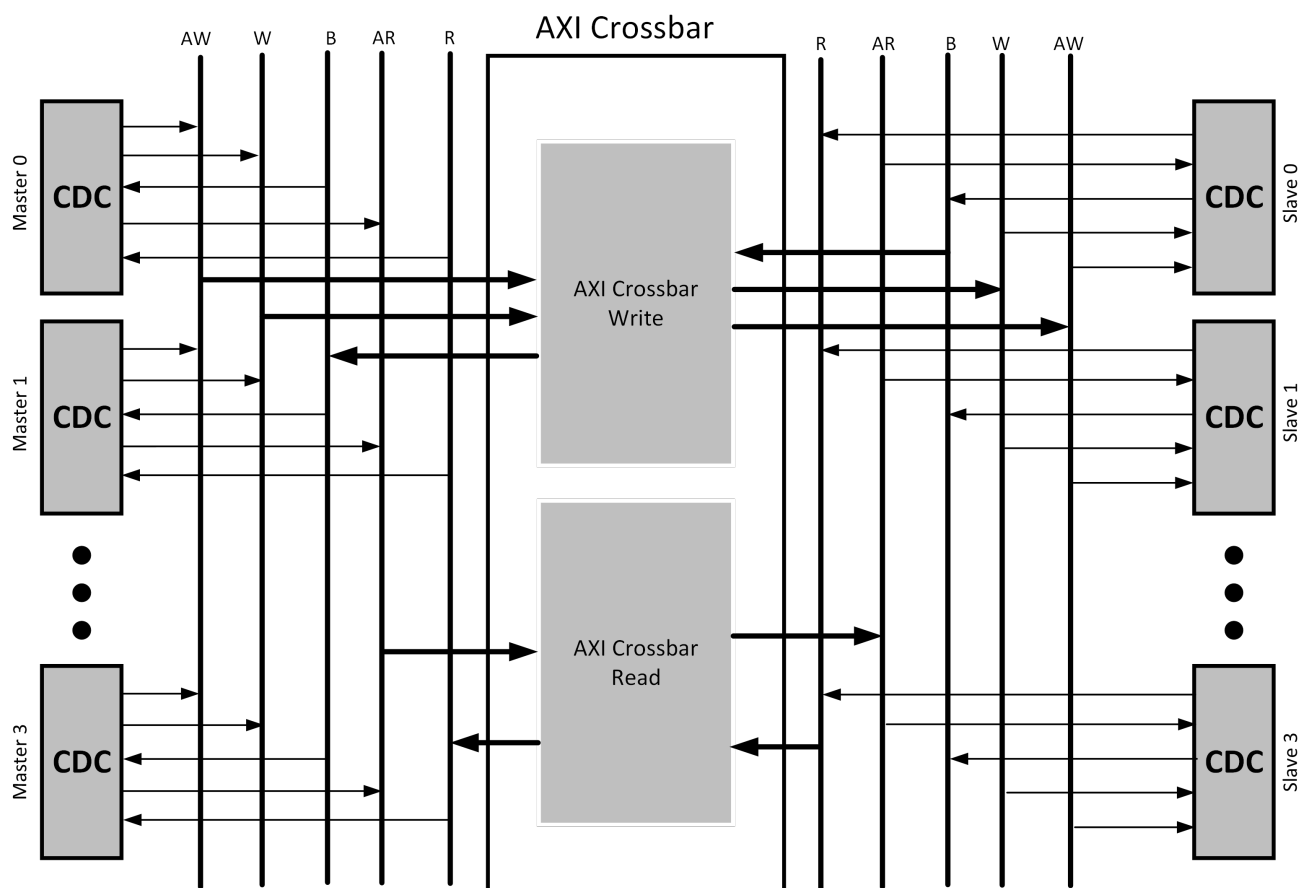 AXI Crossbar
AW W B AR R
R AR B W AW
Master 0
CDC
Slave 0
CDC
AXI Crossbar
Write
Master 1
CDC
Slave 1
CDC
AXI Crossbar
Read
Master 3
CDC
Slave 3
CDC